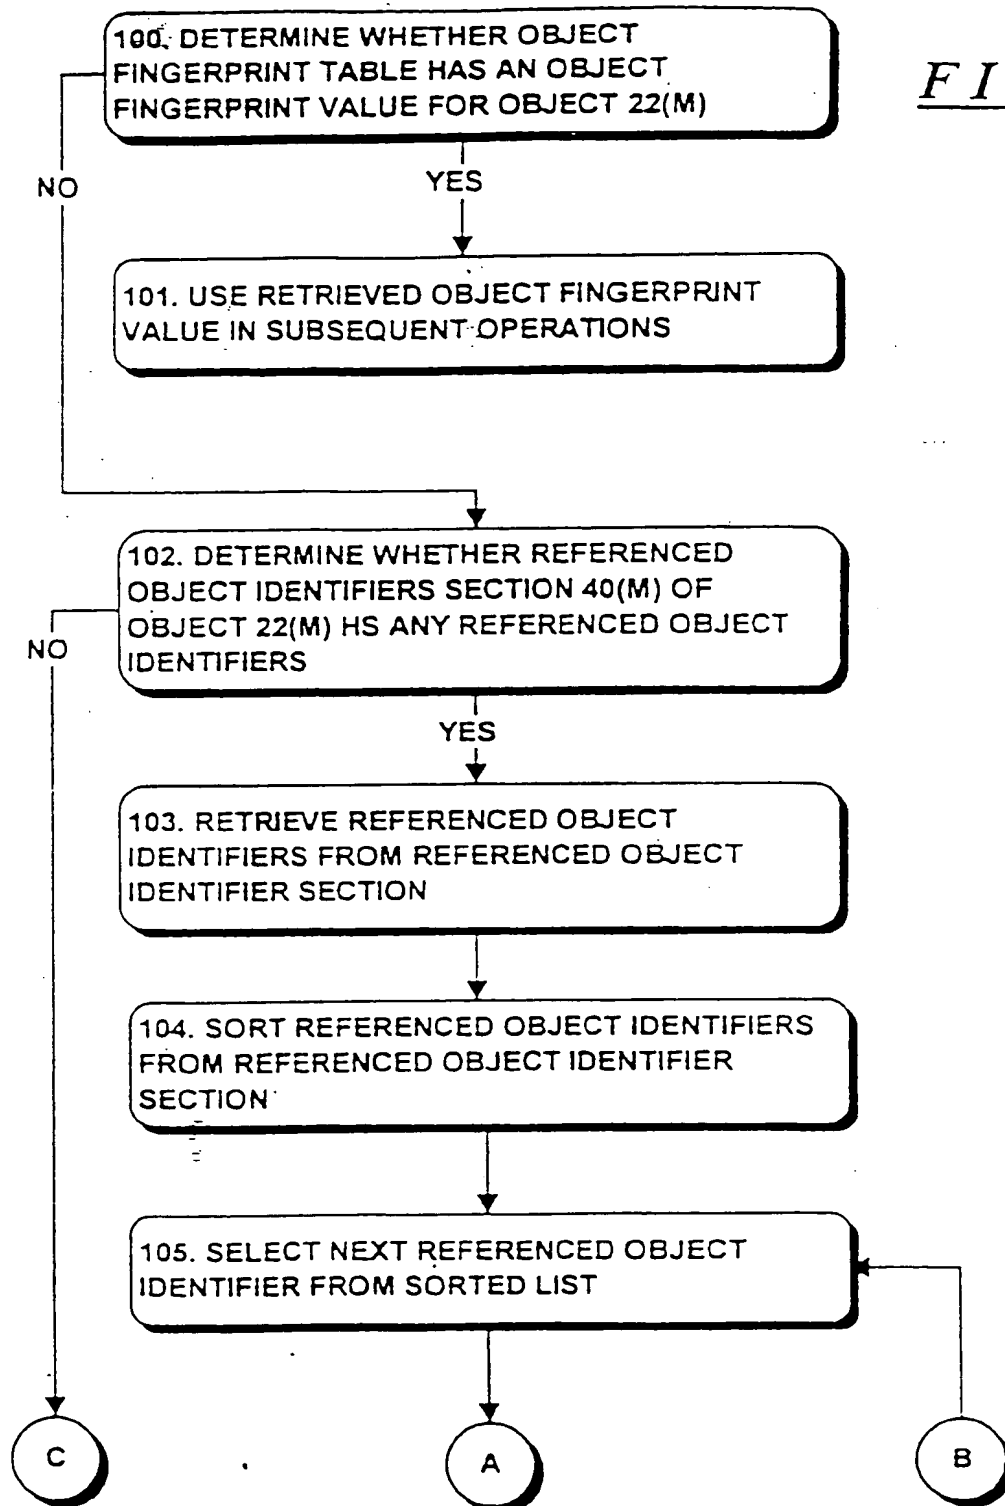 100. DETERMINE WHETHER OBJECT
FINGERPRINT TABLE HAS AN OBJECT
FINGERPRINT VALUE FOR OBJECT 22(M)
FI
NO
YES
101. USE RETRIEVED OBJECT FINGERPRINT
VALUE IN SUBSEQUENT OPERATIONS
102. DETERMINE WHETHER REFERENCED
OBJECT IDENTIFIERS SECTION 40(M) OF
OBJECT 22(M) HS ANY REFERENCED OBJECT
IDENTIFIERS
NO
YES
103. RETRIEVE REFERENCED OBJECT
IDENTIFIERS FROM REFERENCED OBJECT
IDENTIFIER SECTION
104. SORT REFERENCED OBJECT IDENTIFIERS
FROM REFERENCED OBJECT IDENTIFIER
SECTION
105. SELECT NEXT REFERENCED OBJECT
IDENTIFIER FROM SORTED LIST
C
A
B